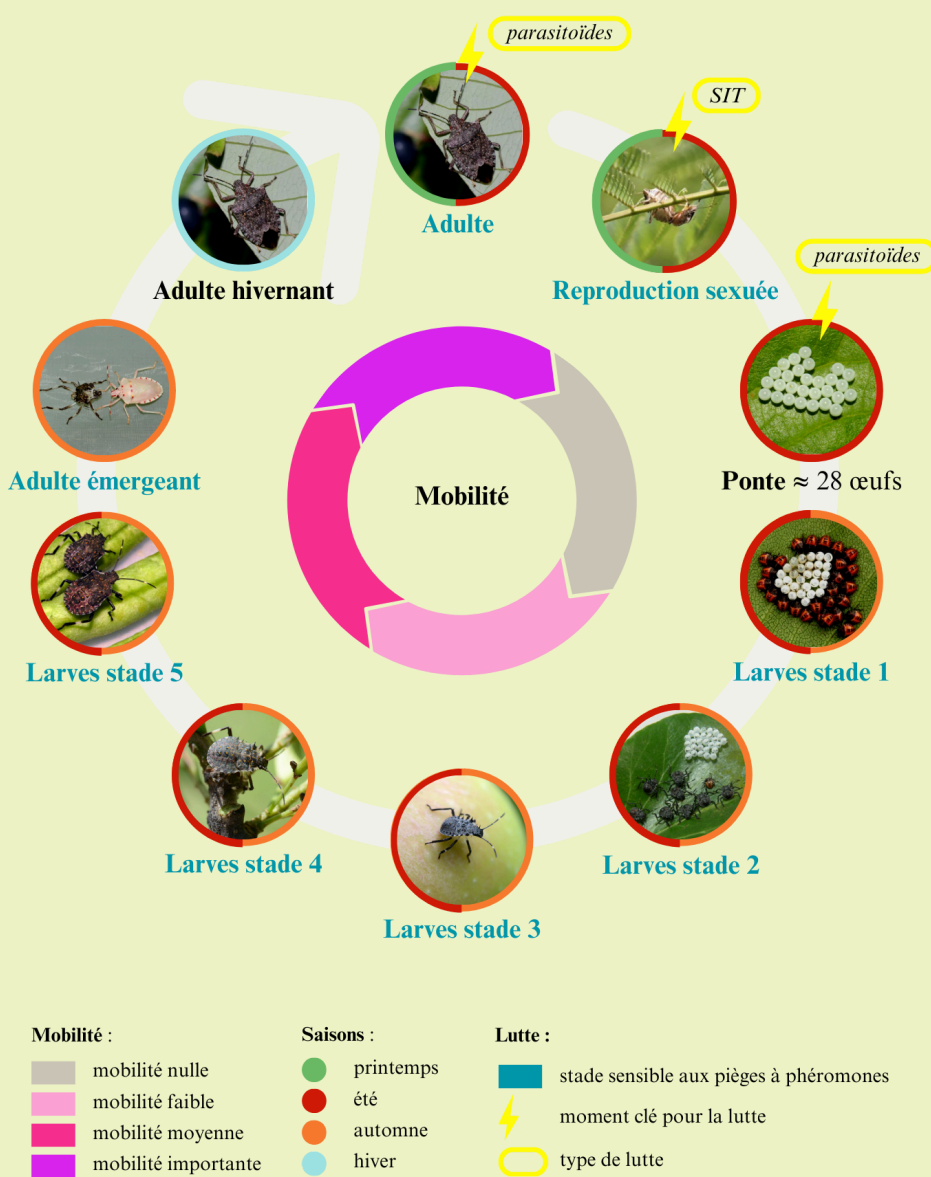 parasitoïdes
SIT
Adulte
parasitoïdes
Adulte hivernant
Reproduction sexuée
Adulte émergeant
Mobilité
Ponte ≈ 28 œufs
Larves stade 5
Larves stade 1
Larves stade 4
Larves stade 2
Larves stade 3
Mobilité :
mobilité nulle
mobilité faible
mobilité moyenne
mobilité importante
Saisons :
printemps
été
automne
hiver
Lutte :
stade sensible aux pièges à phéromones
moment clé pour la lutte
type de lutte